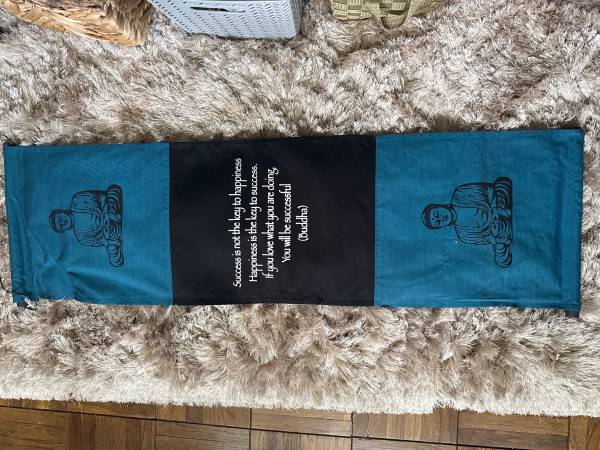 Success is not the key to happiness
Happiness is the key to success.
If you love what you are doing,
You will be successful
(Buddha)